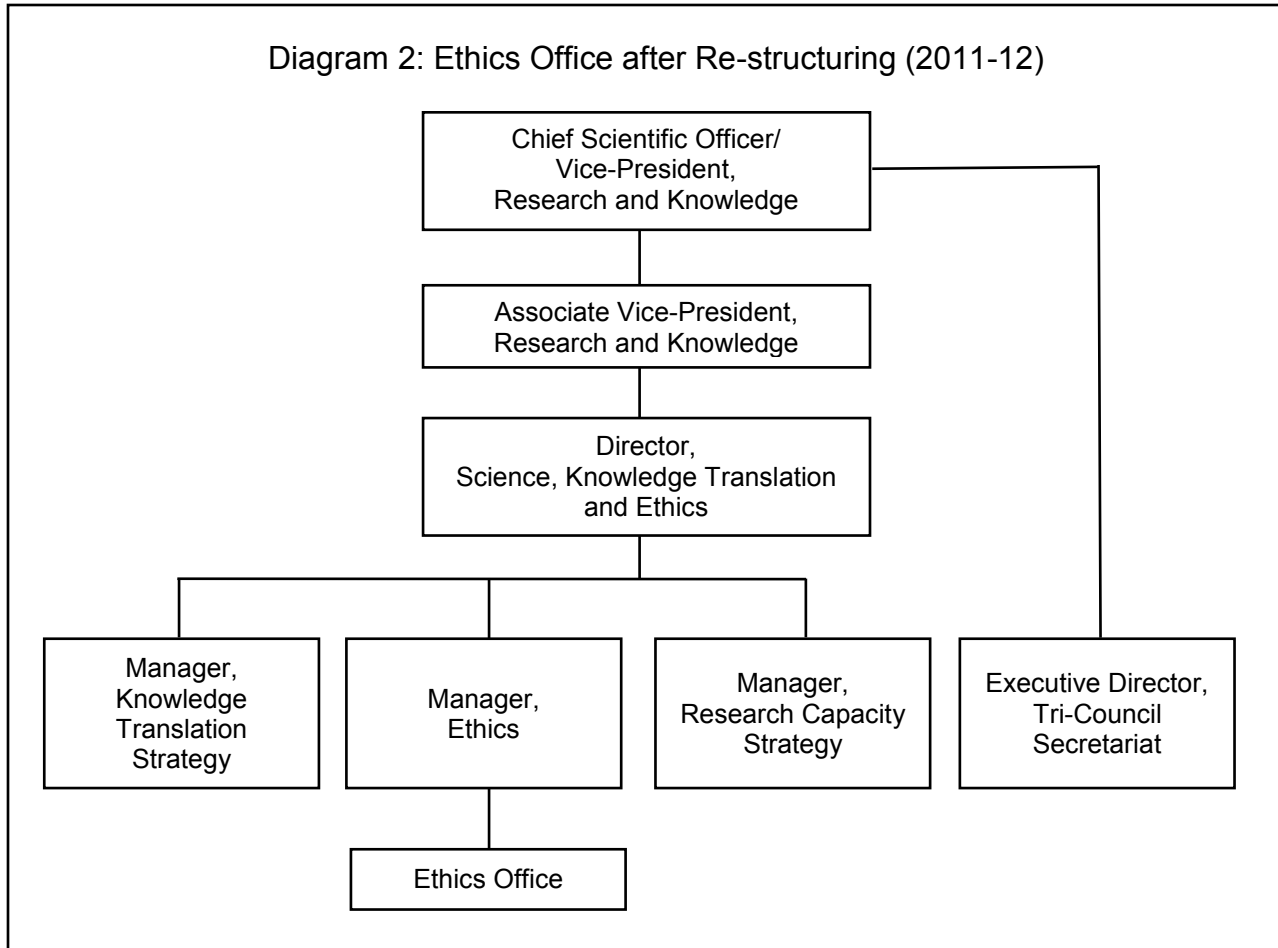 Diagram 2: Ethics Office after Re-structuring (2011-12)
Chief Scientific Officer/
Vice-President,
Research and Knowledge
Associate Vice-President,
Research and Knowledge
Director,
Science, Knowledge Translation
and Ethics
Manager,
Knowledge
Translation
Strategy
Manager,
Ethics
Manager,
Research Capacity
Strategy
Executive Director,
Tri-Council
Secretariat
Ethics Office